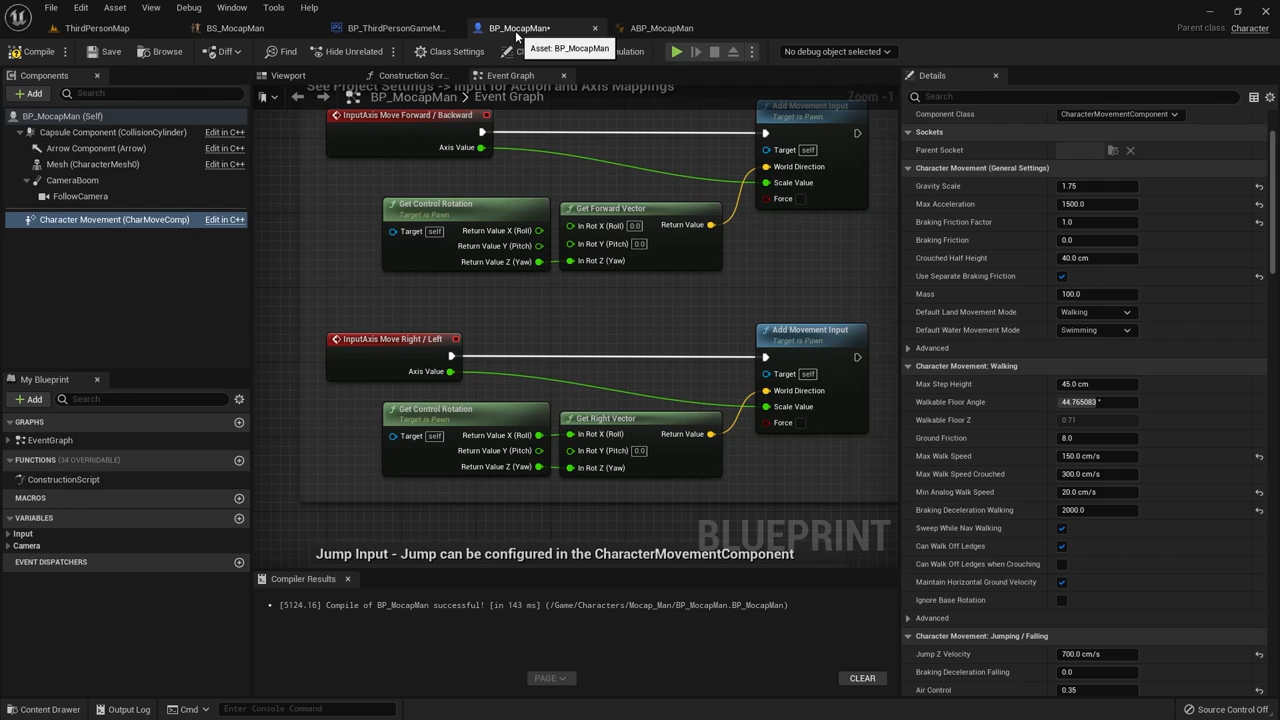 File Edit Asset View Debug Window Tools Help
ThirdPersonMap
BS_MocapMan
BP_ThirdPersonGameM...
BP_MocapMan•
ABP_MocapMan
Parent class: Character
Compile Save Browse Diff Find Hide Unrelated Class Settings
Asset: BP_MocapMan
No debug object selected
Components
Viewport
Construction Scr...
Event Graph
Details
Add
Search
BP_MocapMan > Event Graph
Zoom -1
See Project Settings -> Input for Action and Axis Mappings
Search
BP_MocapMan (Self)
Capsule Component (CollisionCylinder) Edit in C++
Arrow Component (Arrow) Edit in C++
Mesh (CharacterMesh0) Edit in C++
CameraBoom
FollowCamera
Character Movement (CharMoveComp) Edit in C++
My Blueprint
Add
Search
GRAPHS
EventGraph
FUNCTIONS (34 OVERRIDABLE)
ConstructionScript
MACROS
VARIABLES
Input
Camera
EVENT DISPATCHERS
InputAxis Move Forward / Backward
Axis Value
Add Movement Input
Target is Pawn
Target self
World Direction
Scale Value
Force
Get Control Rotation
Target is Pawn
Target self
Return Value X (Roll)
Return Value Y (Pitch)
Return Value Z (Yaw)
Get Forward Vector
In Rot X (Roll) 0.0
Return Value
In Rot Y (Pitch) 0.0
In Rot Z (Yaw)
InputAxis Move Right / Left
Axis Value
Add Movement Input
Target is Pawn
Target self
World Direction
Scale Value
Force
Get Control Rotation
Target is Pawn
Target self
Return Value X (Roll)
Return Value Y (Pitch)
Return Value Z (Yaw)
Get Right Vector
In Rot X (Roll)
Return Value
In Rot Y (Pitch) 0.0
In Rot Z (Yaw)
BLUEPRINT
Jump Input - Jump can be configured in the CharacterMovementComponent
Compiler Results
[5124.16] Compile of BP_MocapMan successful! [in 143 ms] (/Game/Characters/Mocap_Man/BP_MocapMan.BP_MocapMan)
PAGE
CLEAR
Component Class CharacterMovementComponent
Sockets
Parent Socket
Character Movement (General Settings)
Gravity Scale 1.75
Max Acceleration 1500.0
Braking Friction Factor 1.0
Braking Friction 0.0
Crouched Half Height 40.0 cm
Use Separate Braking Friction
Mass 100.0
Default Land Movement Mode Walking
Default Water Movement Mode Swimming
Advanced
Character Movement: Walking
Max Step Height 45.0 cm
Walkable Floor Angle 44.765083 °
Walkable Floor Z 0.71
Ground Friction 8.0
Max Walk Speed 150.0 cm/s
Max Walk Speed Crouched 300.0 cm/s
Min Analog Walk Speed 20.0 cm/s
Braking Deceleration Walking 2000.0
Sweep While Nav Walking
Can Walk Off Ledges
Can Walk Off Ledges when Crouching
Maintain Horizontal Ground Velocity
Ignore Base Rotation
Advanced
Character Movement: Jumping / Falling
Jump Z Velocity 700.0 cm/s
Braking Deceleration Falling 0.0
Air Control 0.35
Content Drawer Output Log Cmd Enter Console Command
Source Control Off